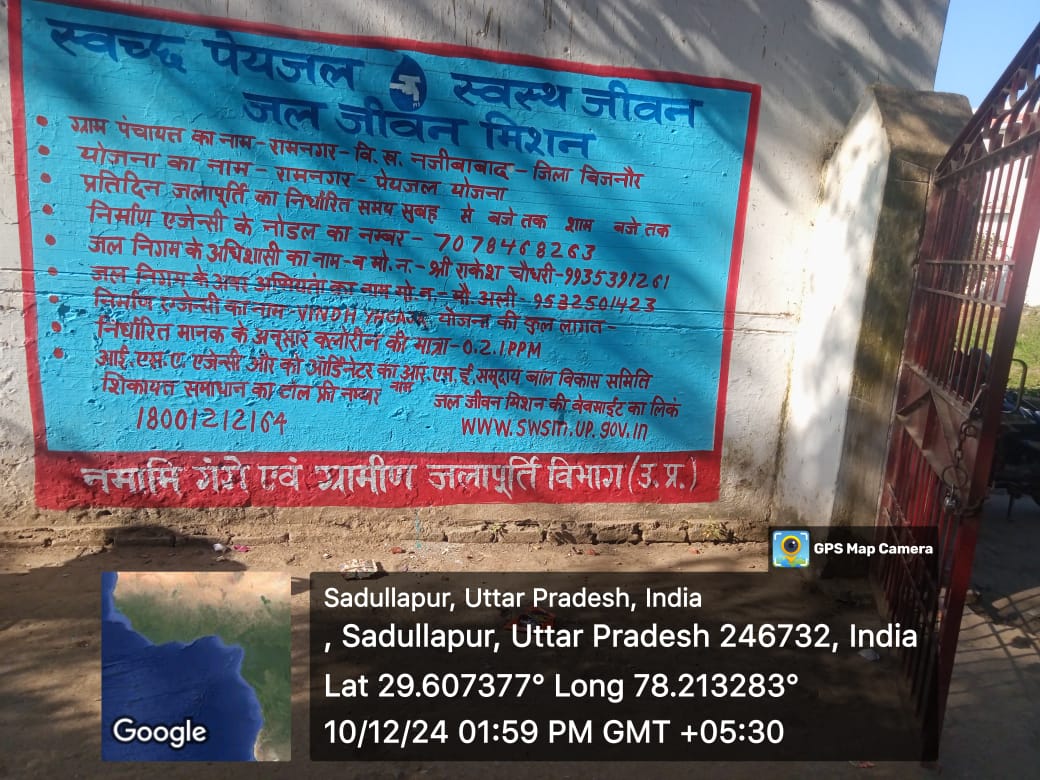 स्वच्छ पेयजल स्वस्थ जीवन
जल जीवन मिशन
ग्राम पंचायत का नाम-रामनगर-वि.ख. नजीबाबाद-जिला बिजनौर
योजना का नाम-रामनगर-पेयजल योजना
प्रतिदिन जलापूर्ति का निर्धारित समय सुबह से बजे तक शाम बजे तक
निर्माण एजेन्सी के नोडल का नम्बर-7078468263
जल निगम के अधिशासी का नाम-व मो.न.-श्री राकेश चौधरी-9935391261
जल निगम के अवर अभियंता का नाम मो.न.-मौ.अली-9532501423
निर्माण एजेन्सी का नाम-VINDHYAGA योजना की कुल लागत-
निर्धारित मानक के अनुसार क्लोरीन की मात्रा-0.2.1.PPM
आई.एस.ए. एजेन्सी और को ऑर्डिनेटर का आर.एस.ई.समुदाय बाल विकास समिति
शिकायत समाधान का टॉल फ्री नम्बर
जल जीवन मिशन की वेबसाईट का लिंक
18001212164
WWW.SWSM.UP.GOV.IN
नमामि गंगे एवं ग्रामीण जलापूर्ति विभाग (उ.प्र.)
GPS Map Camera
Sadullapur, Uttar Pradesh, India
, Sadullapur, Uttar Pradesh 246732, India
Lat 29.607377° Long 78.213283°
10/12/24 01:59 PM GMT +05:30
Google